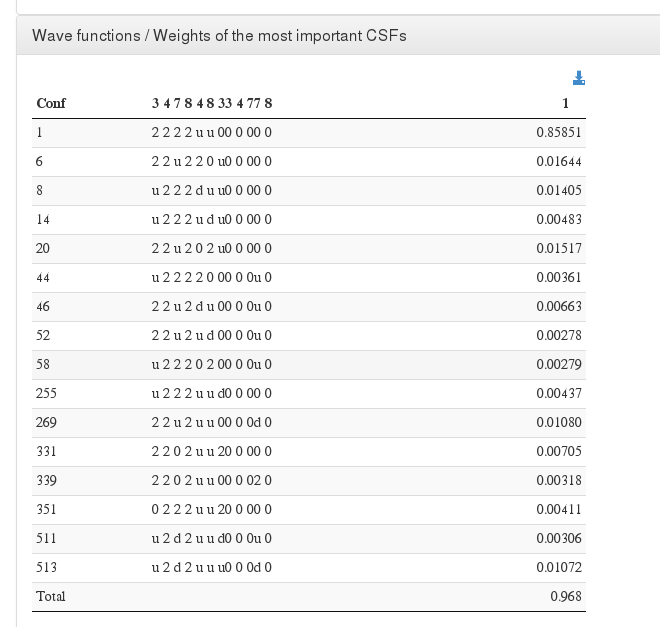 Wave functions / Weights of the most important CSFs
Conf 3 4 7 8 4 8 33 4 77 8 1
1 2 2 2 2 u u 00 0 00 0 0.85851
6 2 2 u 2 2 0 u0 0 00 0 0.01644
8 u 2 2 2 d u u0 0 00 0 0.01405
14 u 2 2 2 u d u0 0 00 0 0.00483
20 2 2 u 2 0 2 u0 0 00 0 0.01517
44 u 2 2 2 2 0 00 0 0u 0 0.00361
46 2 2 u 2 d u 00 0 0u 0 0.00663
52 2 2 u 2 u d 00 0 0u 0 0.00278
58 u 2 2 2 0 2 00 0 0u 0 0.00279
255 u 2 2 2 u u d0 0 00 0 0.00437
269 2 2 u 2 u u 00 0 0d 0 0.01080
331 2 2 0 2 u u 20 0 00 0 0.00705
339 2 2 0 2 u u 00 0 02 0 0.00318
351 0 2 2 2 u u 20 0 00 0 0.00411
511 u 2 d 2 u u d0 0 0u 0 0.00306
513 u 2 d 2 u u u0 0 0d 0 0.01072
Total 0.968